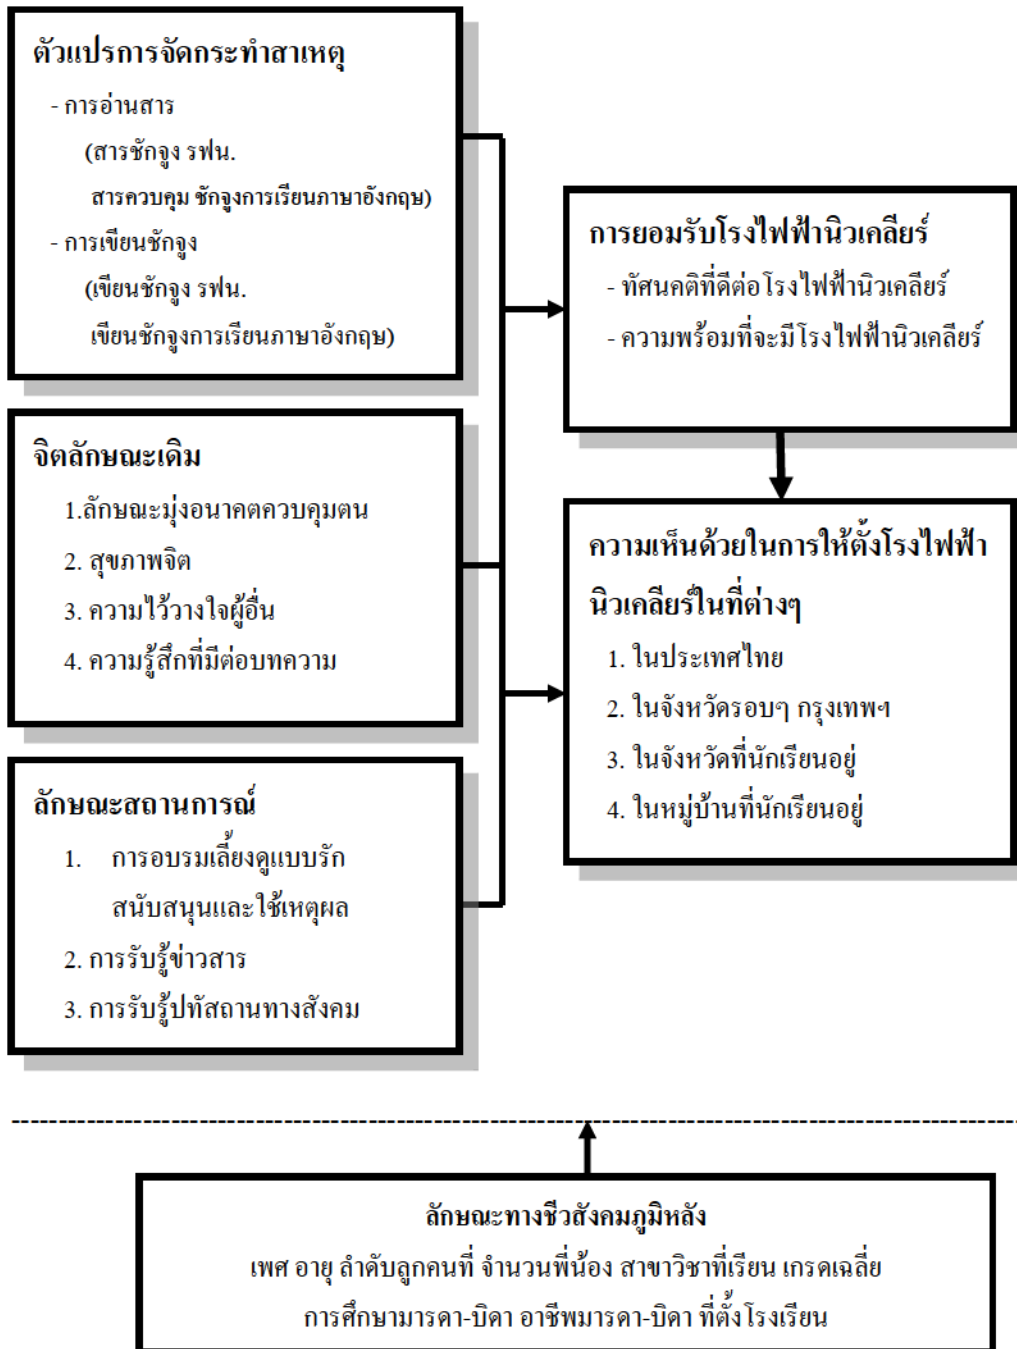 ตัวแปรการจัดกระทำสาเหตุ
- การอ่านสาร
(สารชักจูง รฟน.
สารควบคุม ชักจูงการเรียนภาษาอังกฤษ)
- การเขียนชักจูง
(เขียนชักจูง รฟน.
เขียนชักจูงการเรียนภาษาอังกฤษ)
จิตลักษณะเดิม
1.ลักษณะมุ่งอนาคตควบคุมตน
2. สุขภาพจิต
3. ความไว้วางใจผู้อื่น
4. ความรู้สึกที่มีต่อบทความ
ลักษณะสถานการณ์
1. การอบรมเลี้ยงดูแบบรัก
สนับสนุนและใช้เหตุผล
2. การรับรู้ข่าวสาร
3. การรับรู้ปทัสถานทางสังคม
การยอมรับโรงไฟฟ้านิวเคลียร์
- ทัศนคติที่ดีต่อโรงไฟฟ้านิวเคลียร์
- ความพร้อมที่จะมีโรงไฟฟ้านิวเคลียร์
ความเห็นด้วยในการให้ตั้งโรงไฟฟ้า
นิวเคลียร์ในที่ต่างๆ
1. ในประเทศไทย
2. ในจังหวัดรอบๆ กรุงเทพฯ
3. ในจังหวัดที่นักเรียนอยู่
4. ในหมู่บ้านที่นักเรียนอยู่
ลักษณะทางชีวสังคมภูมิหลัง
เพศ อายุ ลำดับลูกคนที่ จำนวนพี่น้อง สาขาวิชาที่เรียน เกรดเฉลี่ย
การศึกษามารดา-บิดา อาชีพมารดา-บิดา ที่ตั้งโรงเรียน